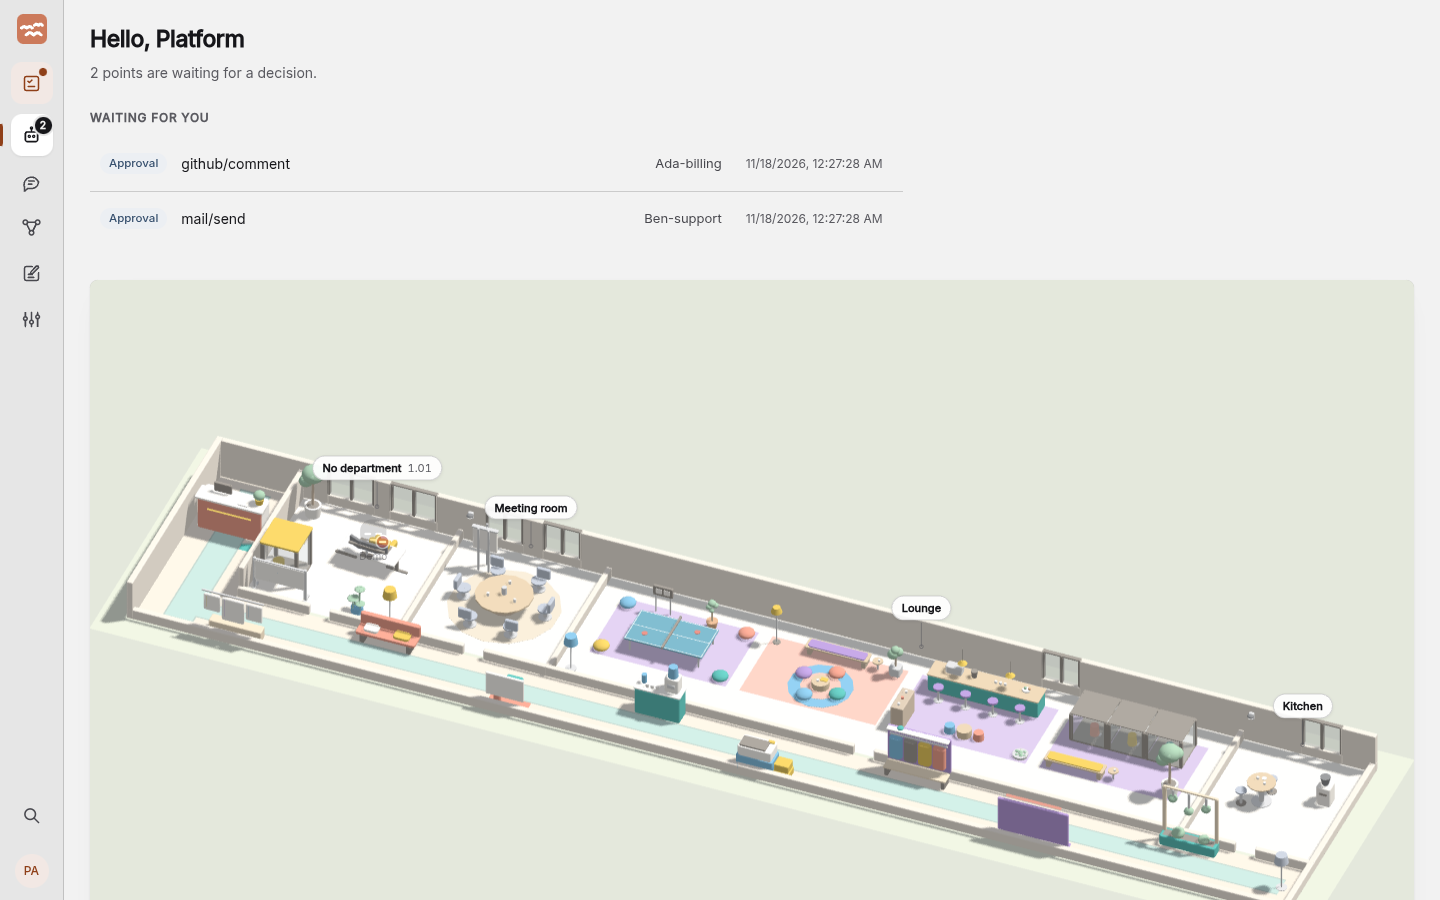 Hello, Platform
2 points are waiting for a decision.
WAITING FOR YOU
Approval github/comment Ada-billing 11/18/2026, 12:27:28 AM
Approval mail/send Ben-support 11/18/2026, 12:27:28 AM
2
No department 1.01
Meeting room
Lounge
Kitchen
PA